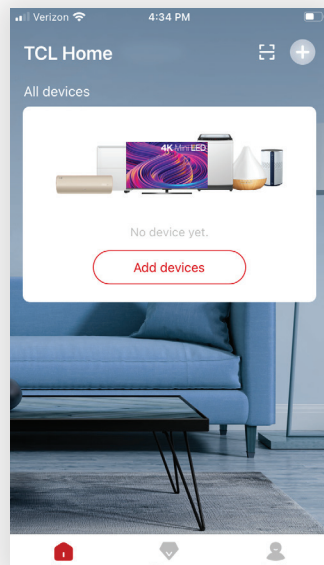 Verizon 4:34 PM
TCL Home
All devices
4K Mini LED
No device yet.
Add devices